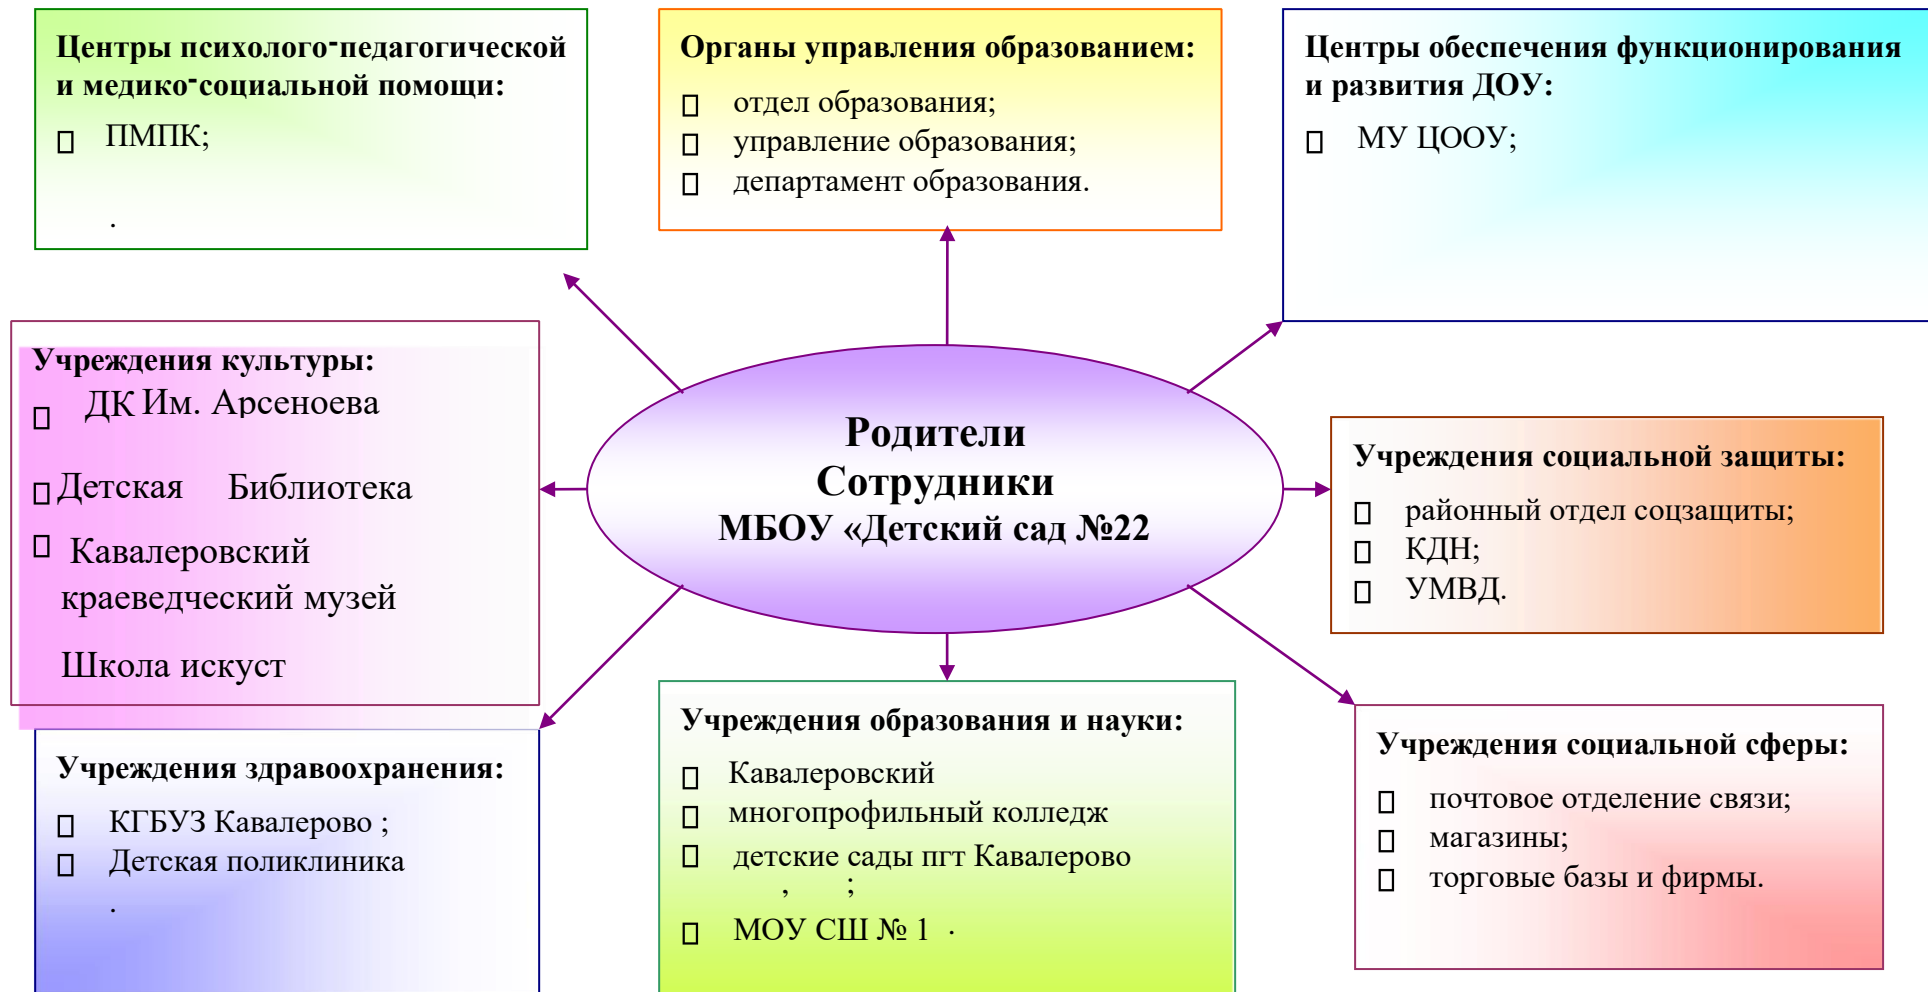 Центры психолого-педагогической
и медико-социальной помощи:
ПМПК;
.
Органы управления образованием:
отдел образования;
управление образования;
департамент образования.
Центры обеспечения функционирования
и развития ДОУ:
МУ ЦООУ;
Учреждения культуры:
ДК Им. Арсеноева
Детская Библиотека
Кавалеровский
краеведческий музей
Школа искуст
Родители
Сотрудники
МБОУ «Детский сад №22
Учреждения социальной защиты:
районный отдел соцзащиты;
КДН;
УМВД.
Учреждения здравоохранения:
КГБУЗ Кавалерово ;
Детская поликлиника
.
Учреждения образования и науки:
Кавалеровский
многопрофильный колледж
детские сады пгт Кавалерово
, ;
МОУ СШ № 1 .
Учреждения социальной сферы:
почтовое отделение связи;
магазины;
торговые базы и фирмы.